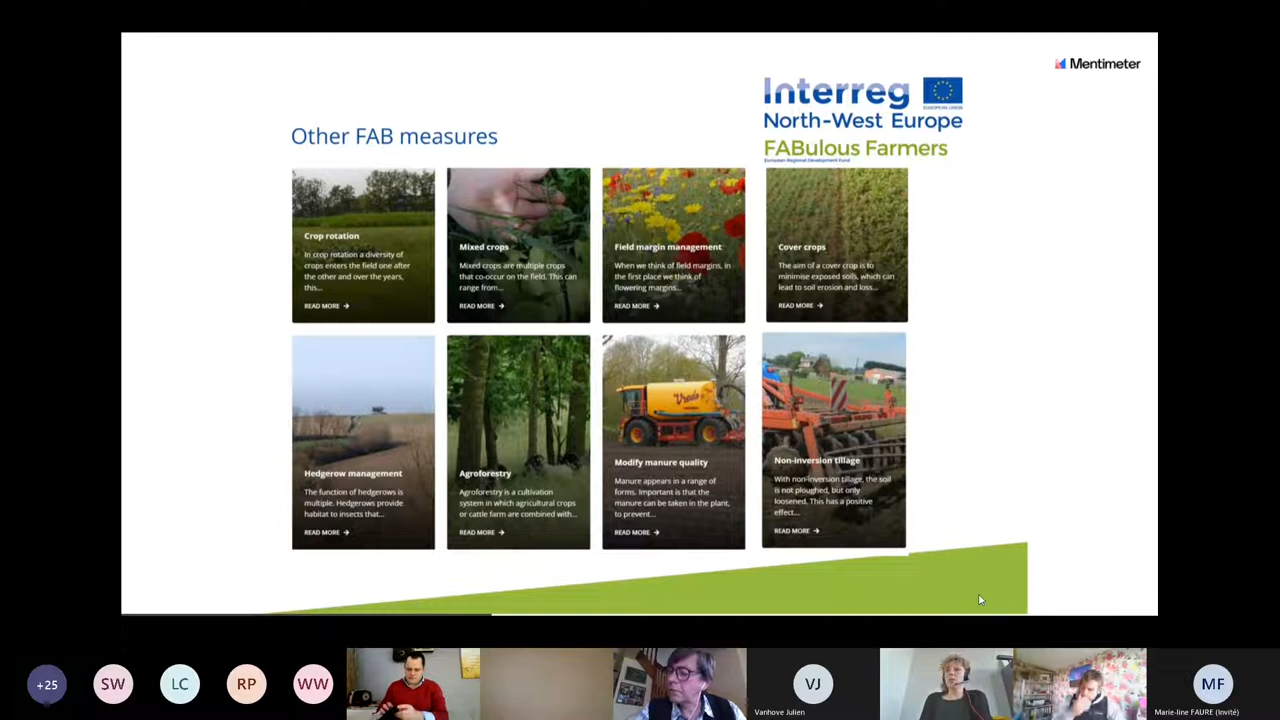 Mentimeter
Interreg
EUROPEAN UNION
North-West Europe
FABulous Farmers
European Regional Development Fund
Other FAB measures
Crop rotation
In crop rotation a diversity of
crops enters the field one after
the other and over the years,
this...
READ MORE →
Mixed crops
Mixed crops are multiple crops
that co-occur on the field. This can
range from...
READ MORE →
Field margin management
When we think of field margins, in
the first place we think of
flowering margins...
READ MORE →
Cover crops
The aim of a cover crop is to
minimise exposed soils, which can
lead to soil erosion and loss...
READ MORE →
Hedgerow management
The function of hedgerows is
multiple. Hedgerows provide
habitat to insects that...
READ MORE →
Agroforestry
Agroforestry is a cultivation
system in which agricultural crops
or cattle farm are combined with...
READ MORE →
Vredo
Modify manure quality
Manure appears in a range of
forms. Important is that the
manure can be taken in the plant,
to prevent...
READ MORE →
Non-inversion tillage
With non-inversion tillage, the soil
is not ploughed, but only
loosened. This has a positive
effect...
READ MORE →
+25
SW
LC
RP
WW
VJ
Vanhove Julien
MF
Marie-line FAURE (Invité)